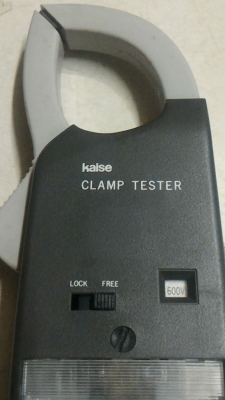 kaise
CLAMP TESTER
LOCK FREE
600V